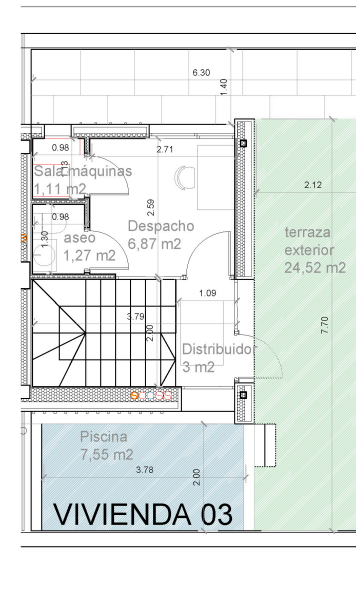 6.30
1.40
0.98
2.71
Sala máquinas
1,11 m2
1.13
0.98
1.30
aseo
1,27 m2
2.59
Despacho
6,87 m2
2.12
terraza
exterior
24,52 m2
1.09
3.79
2.00
7.70
Distribuidor
3 m2
Piscina
7,55 m2
3.78
2.00
VIVIENDA 03